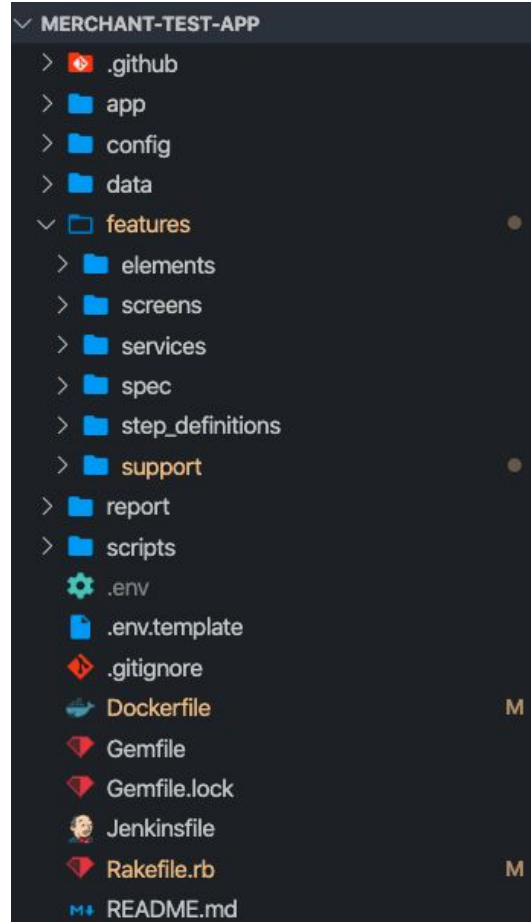 MERCHANT-TEST-APP
.github
app
config
data
features
elements
screens
services
spec
step_definitions
support
report
scripts
.env
.env.template
.gitignore
Dockerfile M
Gemfile
Gemfile.lock
Jenkinsfile
Rakefile.rb M
README.md